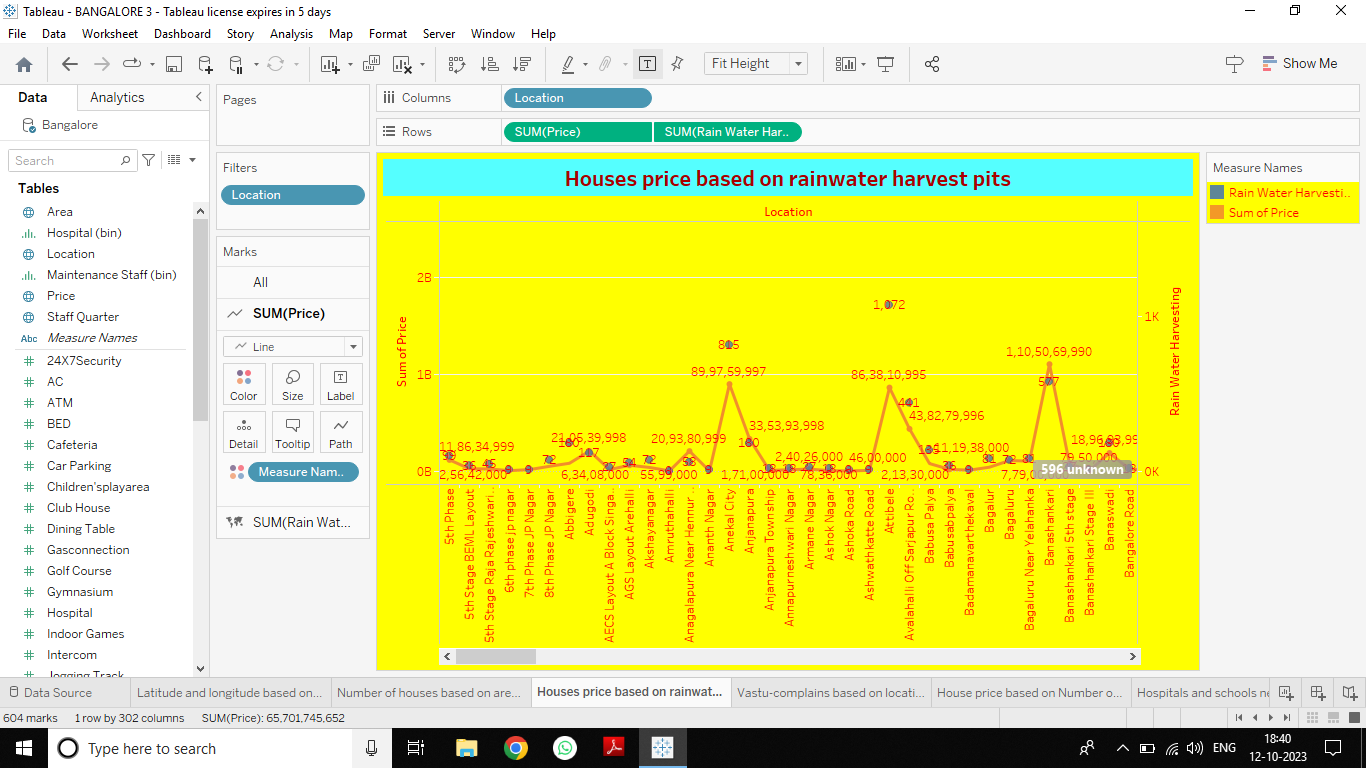 Tableau - BANGALORE 3 - Tableau license expires in 5 days
File Data Worksheet Dashboard Story Analysis Map Format Server Window Help
Fit Height
Show Me
Data Analytics
Bangalore
Search
Tables
Area
Hospital (bin)
Location
Maintenance Staff (bin)
Price
Staff Quarter
Abc Measure Names
24X7Security
AC
ATM
BED
Cafeteria
Car Parking
Children'splayarea
Club House
Dining Table
Gasconnection
Golf Course
Gymnasium
Hospital
Indoor Games
Intercom
Jogging Track
Pages
Filters
Location
Marks
All
SUM(Price)
Line
Color Size Label
Detail Tooltip Path
Measure Nam..
SUM(Rain Wat...
Columns Location
Rows SUM(Price) SUM(Rain Water Har..
Houses price based on rainwater harvest pits
Location
Sum of Price
2B
1B
0B
Rain Water Harvesting
1K
0K
1,072
815
1,10,50,69,990
577
89,97,59,997
86,38,10,995
441
43,82,79,996
33,53,93,998
11,86,34,999
21,05,39,998
20,93,80,999
11,19,38,000
2,40,26,000
46,00,000
79,50,000
2,56,42,000
6,34,08,000
55,99,000
1,71,00,000
78,36,000
2,13,30,000
72
72
72
596 unknown
5th Phase
5th Stage BEML Layout
5th Stage Raja Rajeshwari ..
6th phase jp nagar
7th Phase JP Nagar
8th Phase JP Nagar
Abbigere
Adugodi
AECS Layout A Block Singa..
AGS Layout Arehalli
Akshayanagar
Amruthahalli
Anagalapura Near Hennur ..
Ananth Nagar
Anekal City
Anjanapura
Anjanapura Township
Annapurneshwari Nagar
Armane Nagar
Ashok Nagar
Ashoka Road
Ashwathkatte Road
Attibele
Avalahalli Off Sarjapur Ro..
Babusa Palya
Babusabpalya
Badamanavarthekaval
Bagalur
Bagaluru
Bagaluru Near Yelahanka
Banashankari
Banashankari 5th stage
Banashankari Stage III
Banaswadi
Bangalore Road
Measure Names
Rain Water Harvesti..
Sum of Price
Data Source Latitude and longitude based on... Number of houses based on are... Houses price based on rainwat... Vastu-complains based on locati... House price based on Number o... Hospitals and schools ne
604 marks 1 row by 302 columns SUM(Price): 65,701,745,652
Type here to search
ENG
18:40
12-10-2023